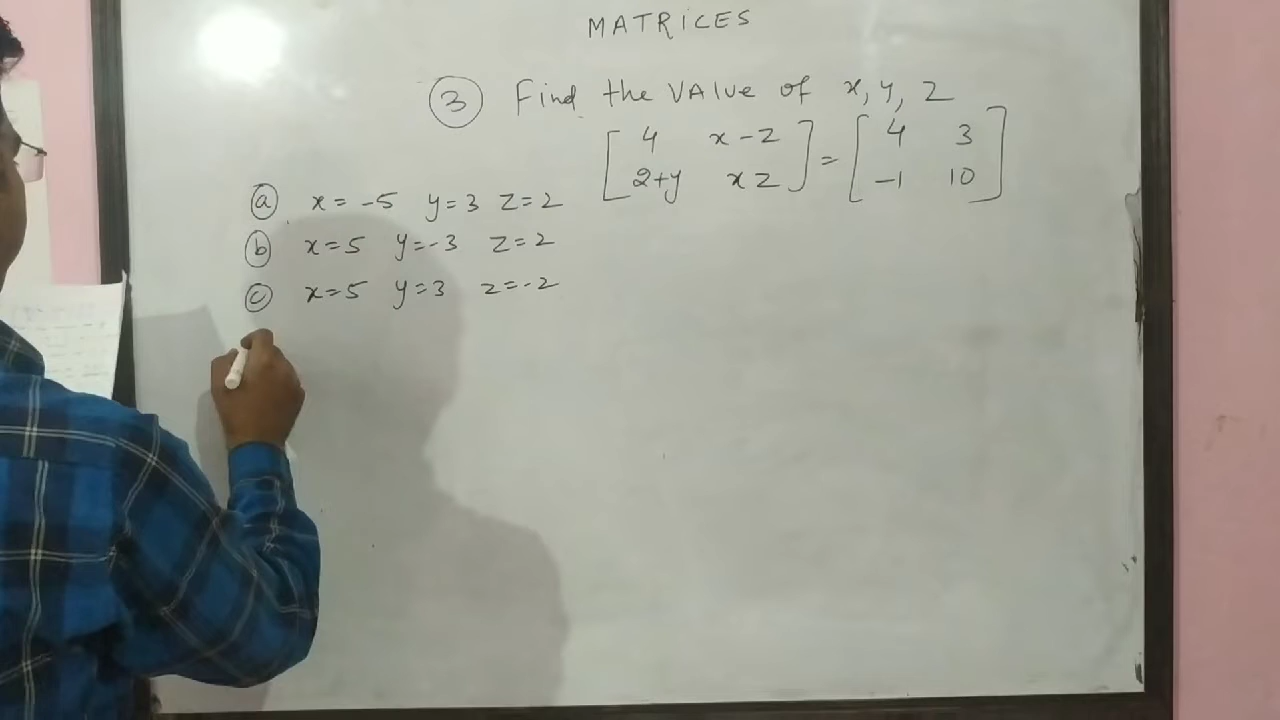 MATRICES
③ Find the VALUE of x, y, z
[4 x-z
2+y xz] = [4 3
-1 10]
ⓐ x = -5 y=3 z=2
ⓑ x=5 y=-3 z=2
ⓒ x=5 y=3 z=-2